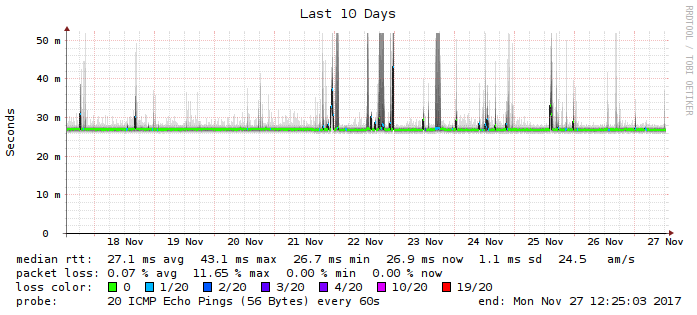 Last 10 Days
RRDTOOL / TOBI OETIKER
Seconds
50 m
40 m
30 m
20 m
10 m
0
18 Nov 19 Nov 20 Nov 21 Nov 22 Nov 23 Nov 24 Nov 25 Nov 26 Nov 27 Nov
median rtt: 27.1 ms avg 43.1 ms max 26.7 ms min 26.9 ms now 1.1 ms sd 24.5 am/s
packet loss: 0.07 % avg 11.65 % max 0.00 % min 0.00 % now
loss color: 0 1/20 2/20 3/20 4/20 10/20 19/20
probe: 20 ICMP Echo Pings (56 Bytes) every 60s end: Mon Nov 27 12:25:03 2017